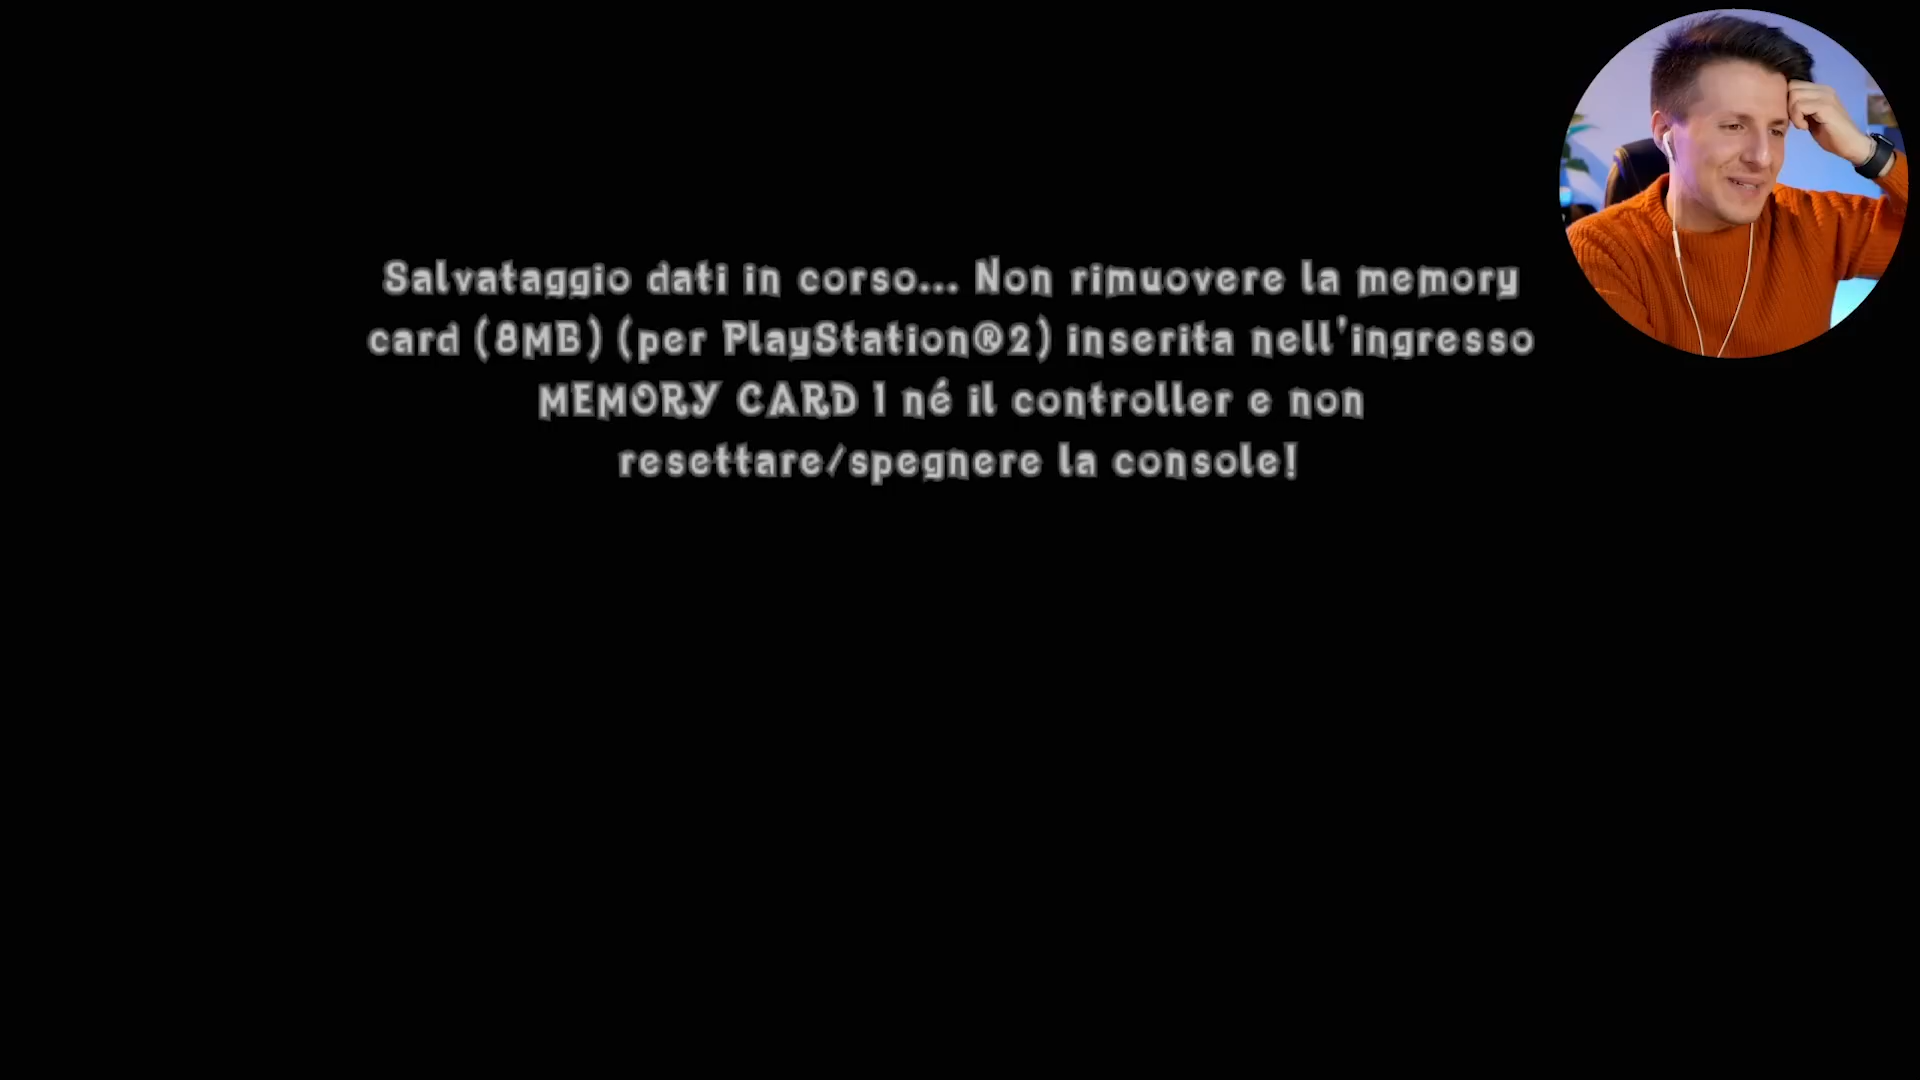 Salvataggio dati in corso... Non rimuovere la memory
card (8MB) (per PlayStation®2) inserita nell'ingresso
MEMORY CARD 1 né il controller e non
resettare/spegnere la console!